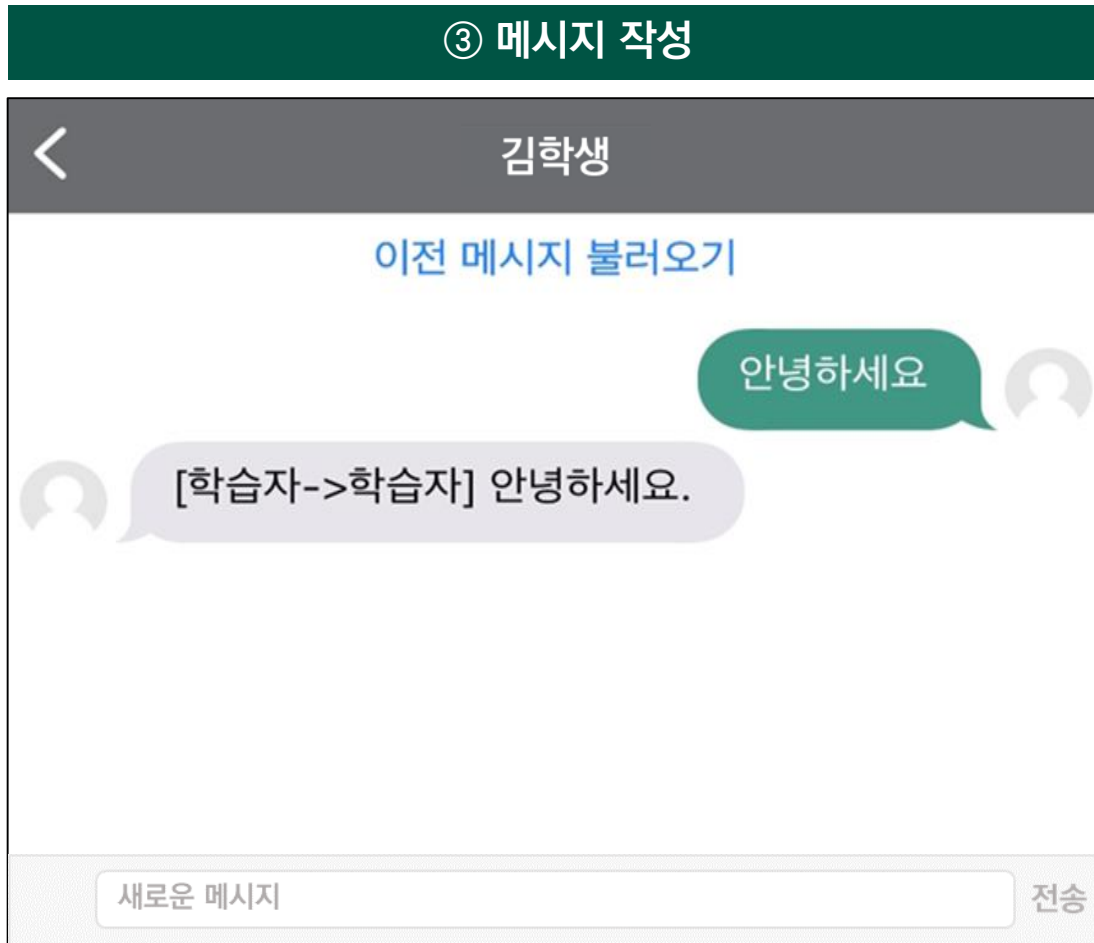 ③ 메시지 작성
김학생
이전 메시지 불러오기
안녕하세요
[학습자->학습자] 안녕하세요.
새로운 메시지
전송